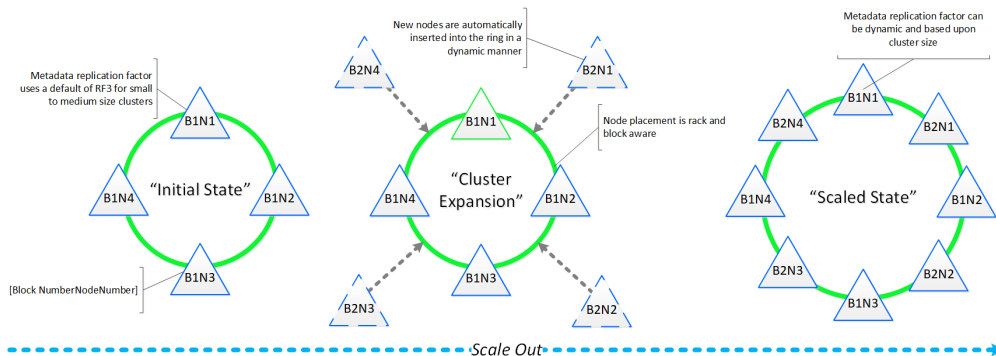 Metadata replication factor
uses a default of RF3 for small
to medium size clusters
B1N1
B1N4
"Initial State"
B1N2
B1N3
[Block NumberNodeNumber]
New nodes are automatically
inserted into the ring in a
dynamic manner
B2N4
B2N1
B1N1
Node placement is rack and
block aware
B1N4
"Cluster
Expansion"
B1N2
B1N3
B2N3
B2N2
Metadata replication factor can
be dynamic and based upon
cluster size
B1N1
B2N4
B2N1
B1N4
"Scaled State"
B1N2
B2N3
B2N2
B1N3
Scale Out